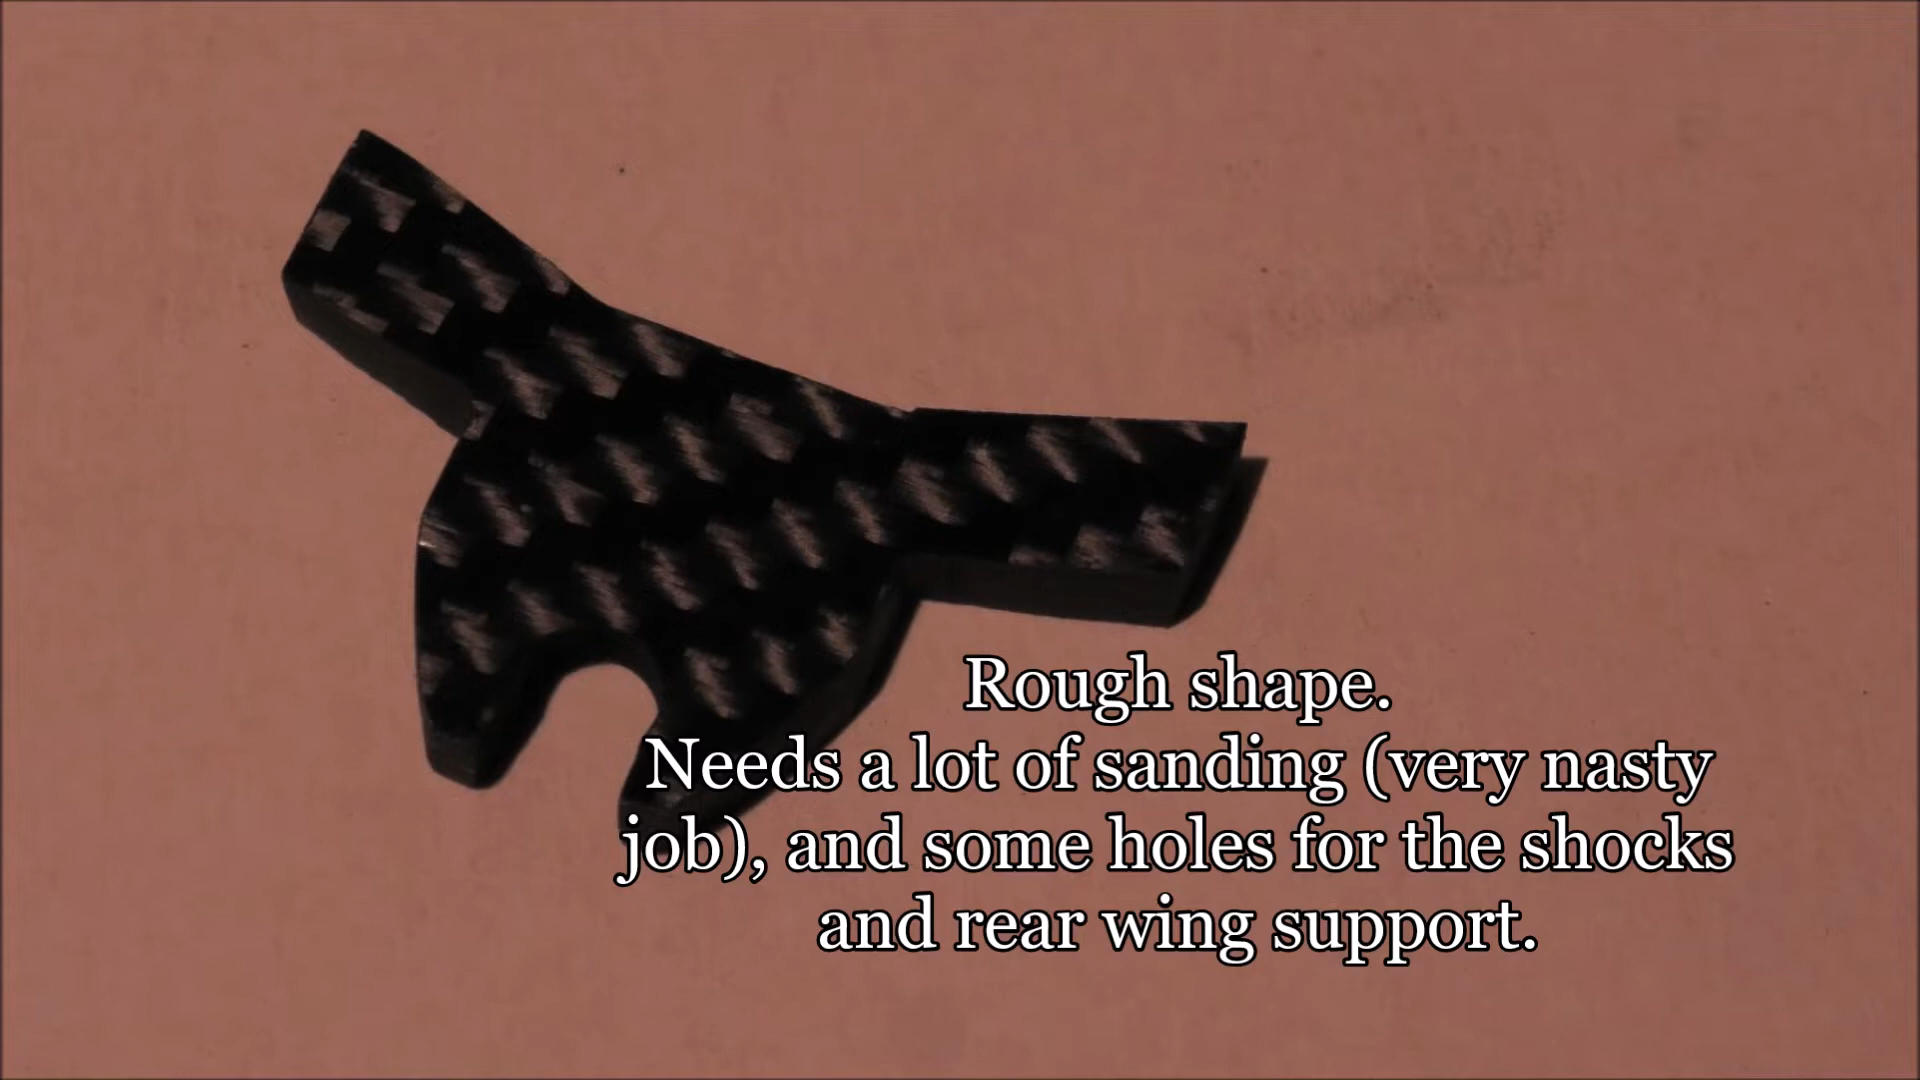 Rough shape.
Needs a lot of sanding (very nasty
job), and some holes for the shocks
and rear wing support.